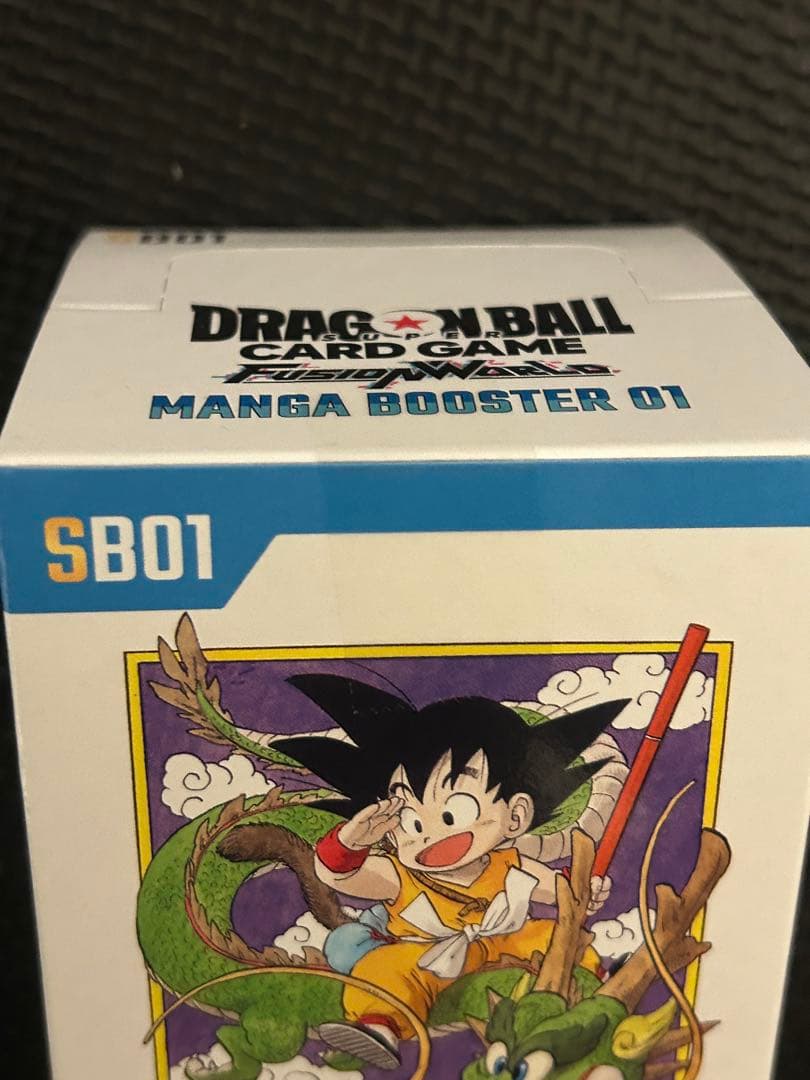 SB01
DRAGON BALL
SUPER
CARD GAME
FUSION WORLD
MANGA BOOSTER 01
SB01